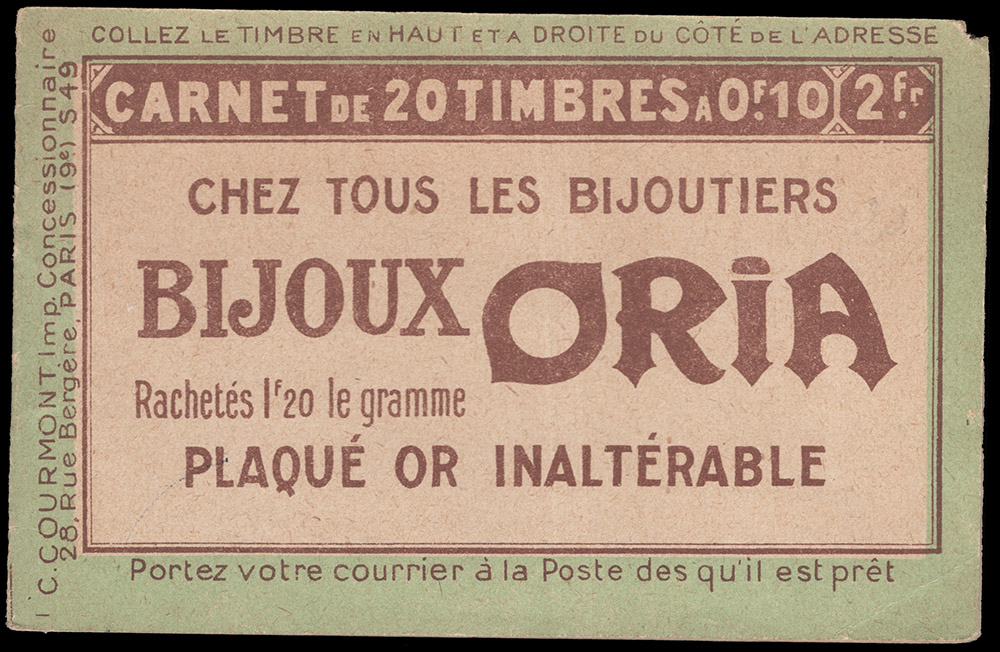 COLLEZ LE TIMBRE EN HAUT ET A DROITE DU CÔTÉ DE L'ADRESSE
CARNET DE 20 TIMBRES A 0F.10 2fr.
CHEZ TOUS LES BIJOUTIERS
BIJOUX ORiA
Rachetés 1f20 le gramme
PLAQUÉ OR INALTÉRABLE
Portez votre courrier à la Poste des qu'il est prêt
C. COURMONT Imp. Concessionnaire
28, Rue Bergère, PARIS (9e) S 49